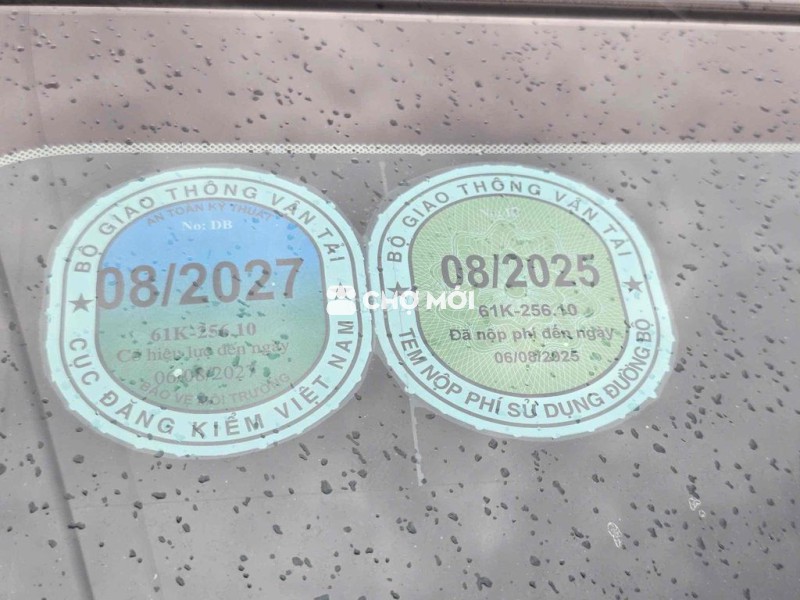 BỘ GIAO THÔNG VẬN TẢI
AN TOÀN KỸ THUẬT
No: DB
08/2027
61K-256.10
Có hiệu lực đến ngày
06/08/2027
BẢO VỆ MÔI TRƯỜNG
CỤC ĐĂNG KIỂM VIỆT NAM
CHỢ MỚI
BỘ GIAO THÔNG VẬN TẢI
08/2025
61K-256.10
Đã nộp phí đến ngày
06/08/2025
TEM NỘP PHÍ SỬ DỤNG ĐƯỜNG BỘ